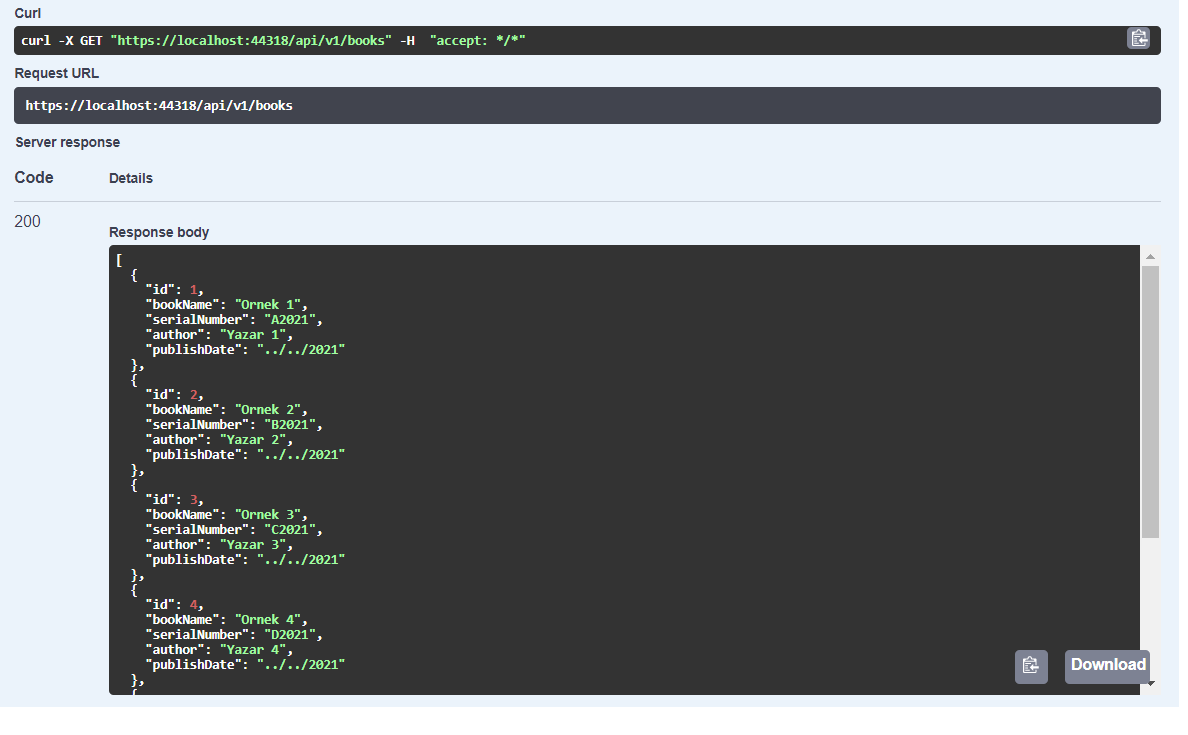 Curl
curl -X GET "https://localhost:44318/api/v1/books" -H  "accept: */*"
Request URL
https://localhost:44318/api/v1/books
Server response
Code Details
200
Response body
[
  {
    "id": 1,
    "bookName": "Ornek 1",
    "serialNumber": "A2021",
    "author": "Yazar 1",
    "publishDate": "../../2021"
  },
  {
    "id": 2,
    "bookName": "Ornek 2",
    "serialNumber": "B2021",
    "author": "Yazar 2",
    "publishDate": "../../2021"
  },
  {
    "id": 3,
    "bookName": "Ornek 3",
    "serialNumber": "C2021",
    "author": "Yazar 3",
    "publishDate": "../../2021"
  },
  {
    "id": 4,
    "bookName": "Ornek 4",
    "serialNumber": "D2021",
    "author": "Yazar 4",
    "publishDate": "../../2021"
  },
  {
Download